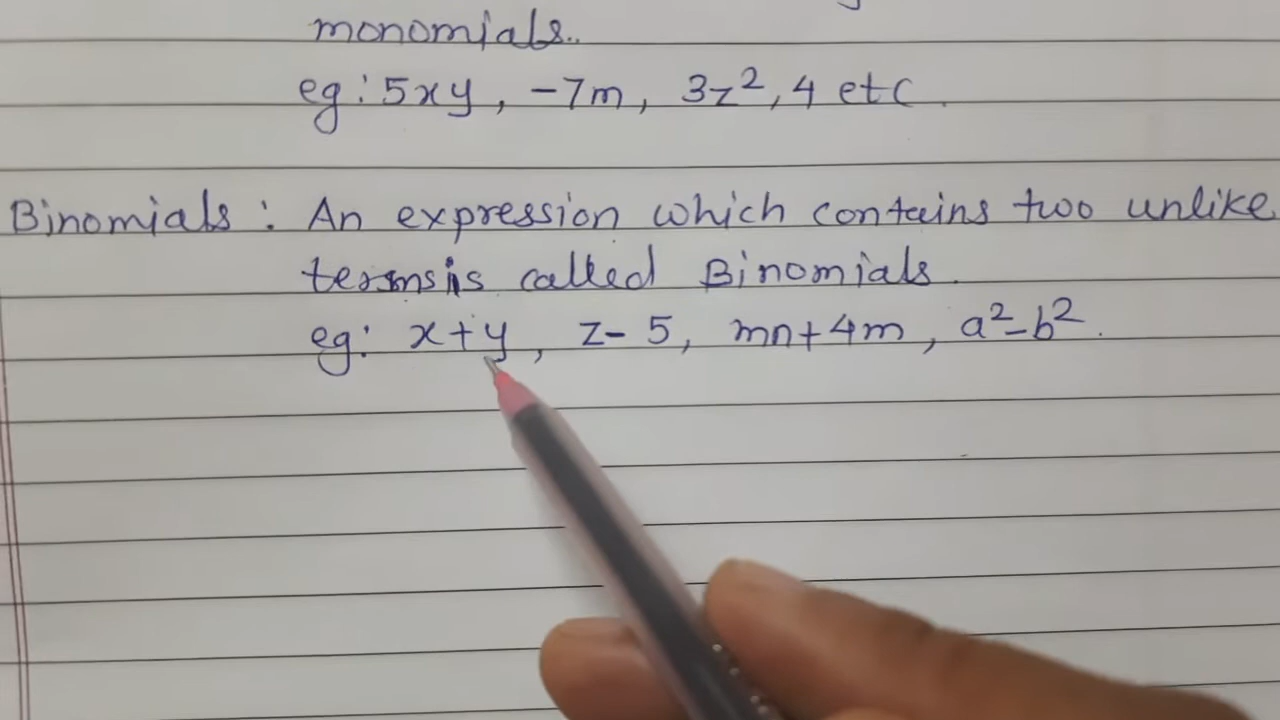 monomials.
eg: 5xy, -7m, 3z², 4 etc.
Binomials: An expression which contains two unlike
terms is called Binomials.
eg: x+y, z-5, mn+4m, a²-b².